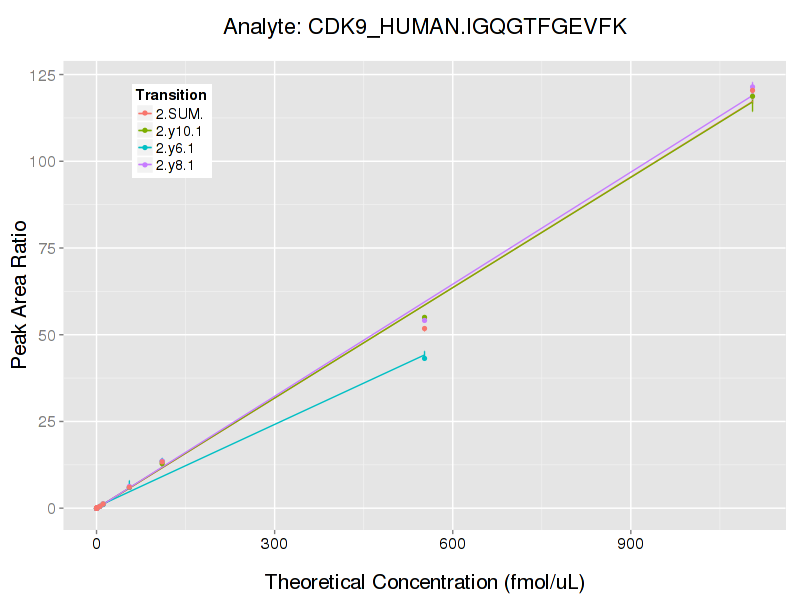 Analyte: CDK9_HUMAN.IGQGTFGEVFK
125
100
75
50
25
0
Peak Area Ratio
Transition
2.SUM.
2.y10.1
2.y6.1
2.y8.1
0 300 600 900
Theoretical Concentration (fmol/uL)